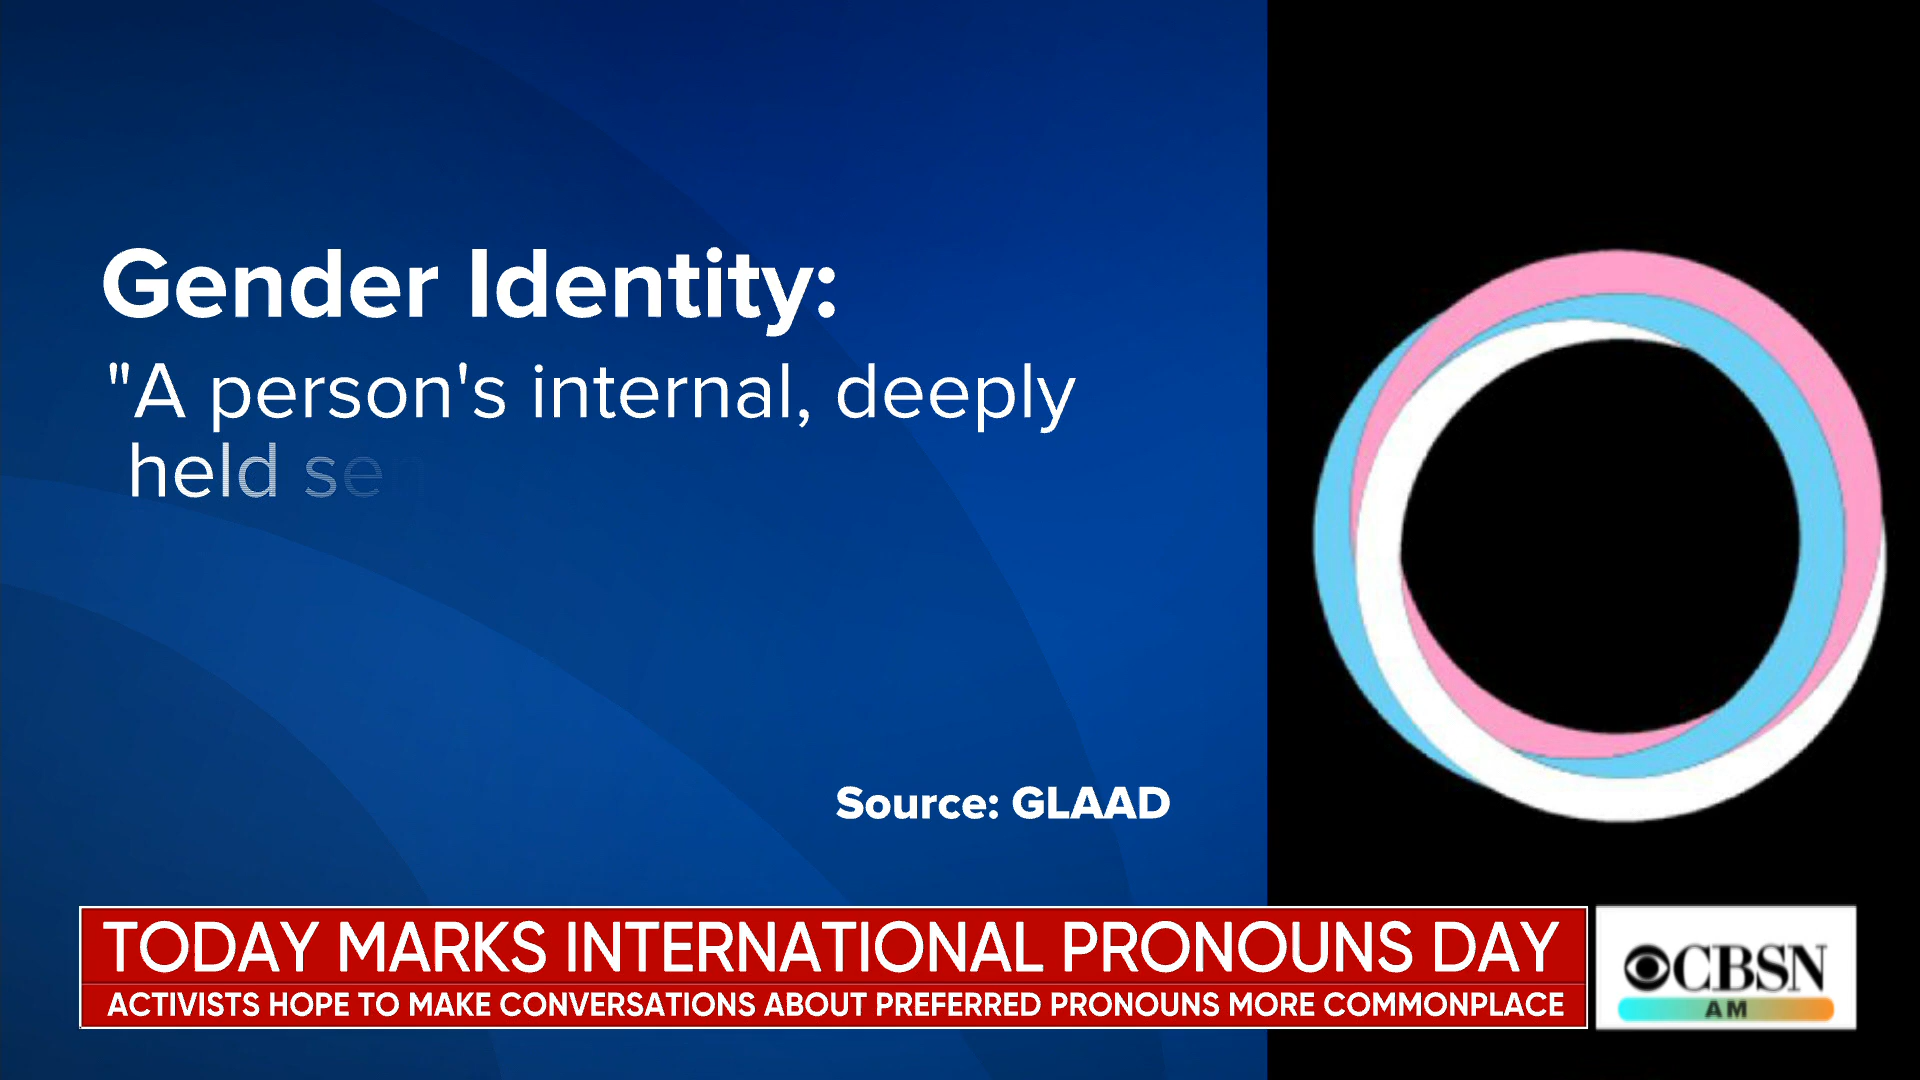 Gender Identity:
"A person's internal, deeply
held sen
Source: GLAAD
TODAY MARKS INTERNATIONAL PRONOUNS DAY
ACTIVISTS HOPE TO MAKE CONVERSATIONS ABOUT PREFERRED PRONOUNS MORE COMMONPLACE
CBSN
AM